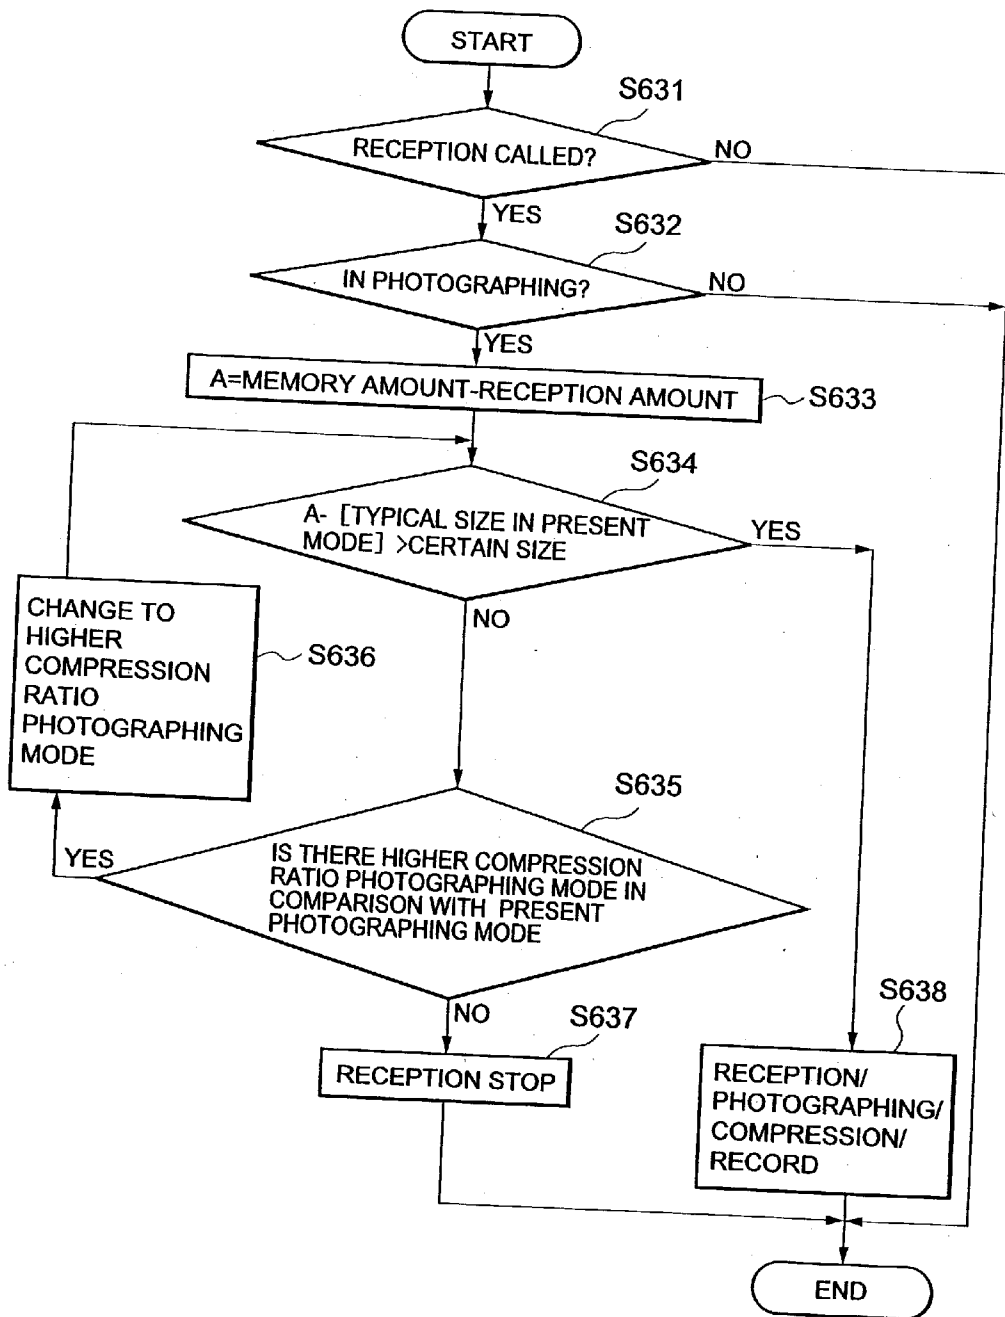 START
S631
RECEPTION CALLED?
NO
YES
S632
IN PHOTOGRAPHING?
NO
YES
A=MEMORY AMOUNT-RECEPTION AMOUNT
S633
S634
A- [TYPICAL SIZE IN PRESENT
MODE] >CERTAIN SIZE
YES
NO
CHANGE TO
HIGHER
COMPRESSION
RATIO
PHOTOGRAPHING
MODE
S636
S635
YES
IS THERE HIGHER COMPRESSION
RATIO PHOTOGRAPHING MODE IN
COMPARISON WITH PRESENT
PHOTOGRAPHING MODE
NO
S637
RECEPTION STOP
S638
RECEPTION/
PHOTOGRAPHING/
COMPRESSION/
RECORD
END